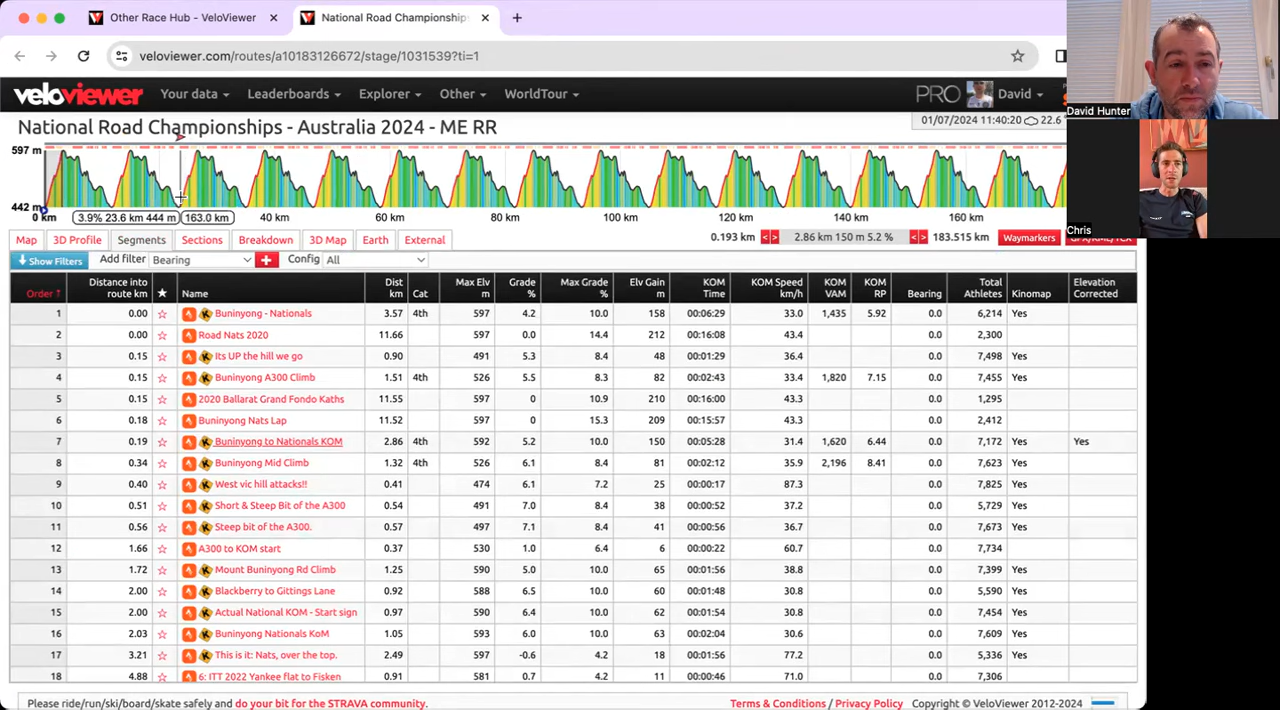 Other Race Hub - VeloViewer
National Road Championships
veloviewer.com/routes/a10183126672/stage/1031539?ti=1
veloviewer Your data Leaderboards Explorer Other WorldTour PRO David
David Hunter
National Road Championships - Australia 2024 - ME RR 01/07/2024 11:40:20 22.6
597 m
442 m
0 km 3.9% 23.6 km 444 m 163.0 km 40 km 60 km 80 km 100 km 120 km 140 km 160 km
Chris
Map 3D Profile Segments Sections Breakdown 3D Map Earth External 0.193 km 2.86 km 150 m 5.2 % 183.515 km Waymarkers
Show Filters Add filter Bearing Config All
Order ↑ Distance into route km ★ Name Dist km Cat Max Elv m Grade % Max Grade % Elv Gain m KOM Time KOM Speed km/h KOM VAM KOM RP Bearing Total Athletes Kinomap Elevation Corrected
1 0.00 Buninyong - Nationals 3.57 4th 597 4.2 10.0 158 00:06:29 33.0 1,435 5.92 0.0 6,214 Yes
2 0.00 Road Nats 2020 11.66 597 0.0 14.4 212 00:16:08 43.4 0.0 2,300
3 0.15 Its UP the hill we go 0.90 491 5.3 8.4 48 00:01:29 36.4 0.0 7,498 Yes
4 0.15 Buninyong A300 Climb 1.51 4th 526 5.5 8.3 82 00:02:43 33.4 1,820 7.15 0.0 7,455 Yes
5 0.15 2020 Ballarat Grand Fondo Kaths 11.55 597 0 10.9 210 00:16:00 43.3 0.0 1,295
6 0.18 Buninyong Nats Lap 11.52 597 0 15.3 209 00:15:57 43.3 0.0 2,412
7 0.19 Buninyong to Nationals KOM 2.86 4th 592 5.2 10.0 150 00:05:28 31.4 1,620 6.44 0.0 7,172 Yes Yes
8 0.34 Buninyong Mid Climb 1.32 4th 526 6.1 8.4 81 00:02:12 35.9 2,196 8.41 0.0 7,623 Yes
9 0.40 West vic hill attacks!! 0.41 474 6.1 7.2 25 00:00:17 87.3 0.0 7,825 Yes
10 0.51 Short & Steep Bit of the A300 0.54 491 7.0 8.4 38 00:00:52 37.2 0.0 5,729 Yes
11 0.56 Steep bit of the A300. 0.57 497 7.1 8.4 41 00:00:56 36.7 0.0 7,673 Yes
12 1.66 A300 to KOM start 0.37 530 1.0 6.4 6 00:00:22 60.7 0.0 7,734
13 1.72 Mount Buninyong Rd Climb 1.25 594 5.0 10.0 65 00:01:56 38.8 0.0 7,399 Yes
14 2.00 Blackberry to Gittings Lane 0.92 588 6.5 10.0 60 00:01:48 30.8 0.0 5,590 Yes
15 2.00 Actual National KOM - Start sign 0.97 590 6.4 10.0 62 00:01:54 30.8 0.0 7,454 Yes
16 2.03 Buninyong Nationals KoM 1.05 593 6.0 10.0 63 00:02:04 30.6 0.0 7,609 Yes
17 3.21 This is it: Nats, over the top. 2.49 597 -0.6 4.2 18 00:01:56 77.2 0.0 5,336 Yes
18 4.88 6: ITT 2022 Yankee flat to Fisken 0.91 581 0.7 4.2 11 00:00:46 71.0 0.0 7,306
Please ride/run/ski/board/skate safely and do your bit for the STRAVA community. Terms & Conditions / Privacy Policy Copyright © VeloViewer 2012-2024